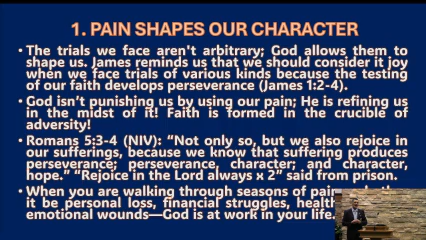 1. PAIN SHAPES OUR CHARACTER
• The trials we face aren't arbitrary; God allows them to
shape us. James reminds us that we should consider it joy
when we face trials of various kinds because the testing
of our faith develops perseverance (James 1:2-4).
• God isn't punishing us by using our pain; He is refining us
in the midst of it! Faith is formed in the crucible of
adversity!
• Romans 5:3-4 (NIV): “Not only so, but we also rejoice in
our sufferings, because we know that suffering produces
perseverance; perseverance, character; and character,
hope.” “Rejoice in the Lord always x 2” said from prison.
• When you are walking through seasons of pain
it be personal loss, financial struggles, health
emotional wounds—God is at work in your life.